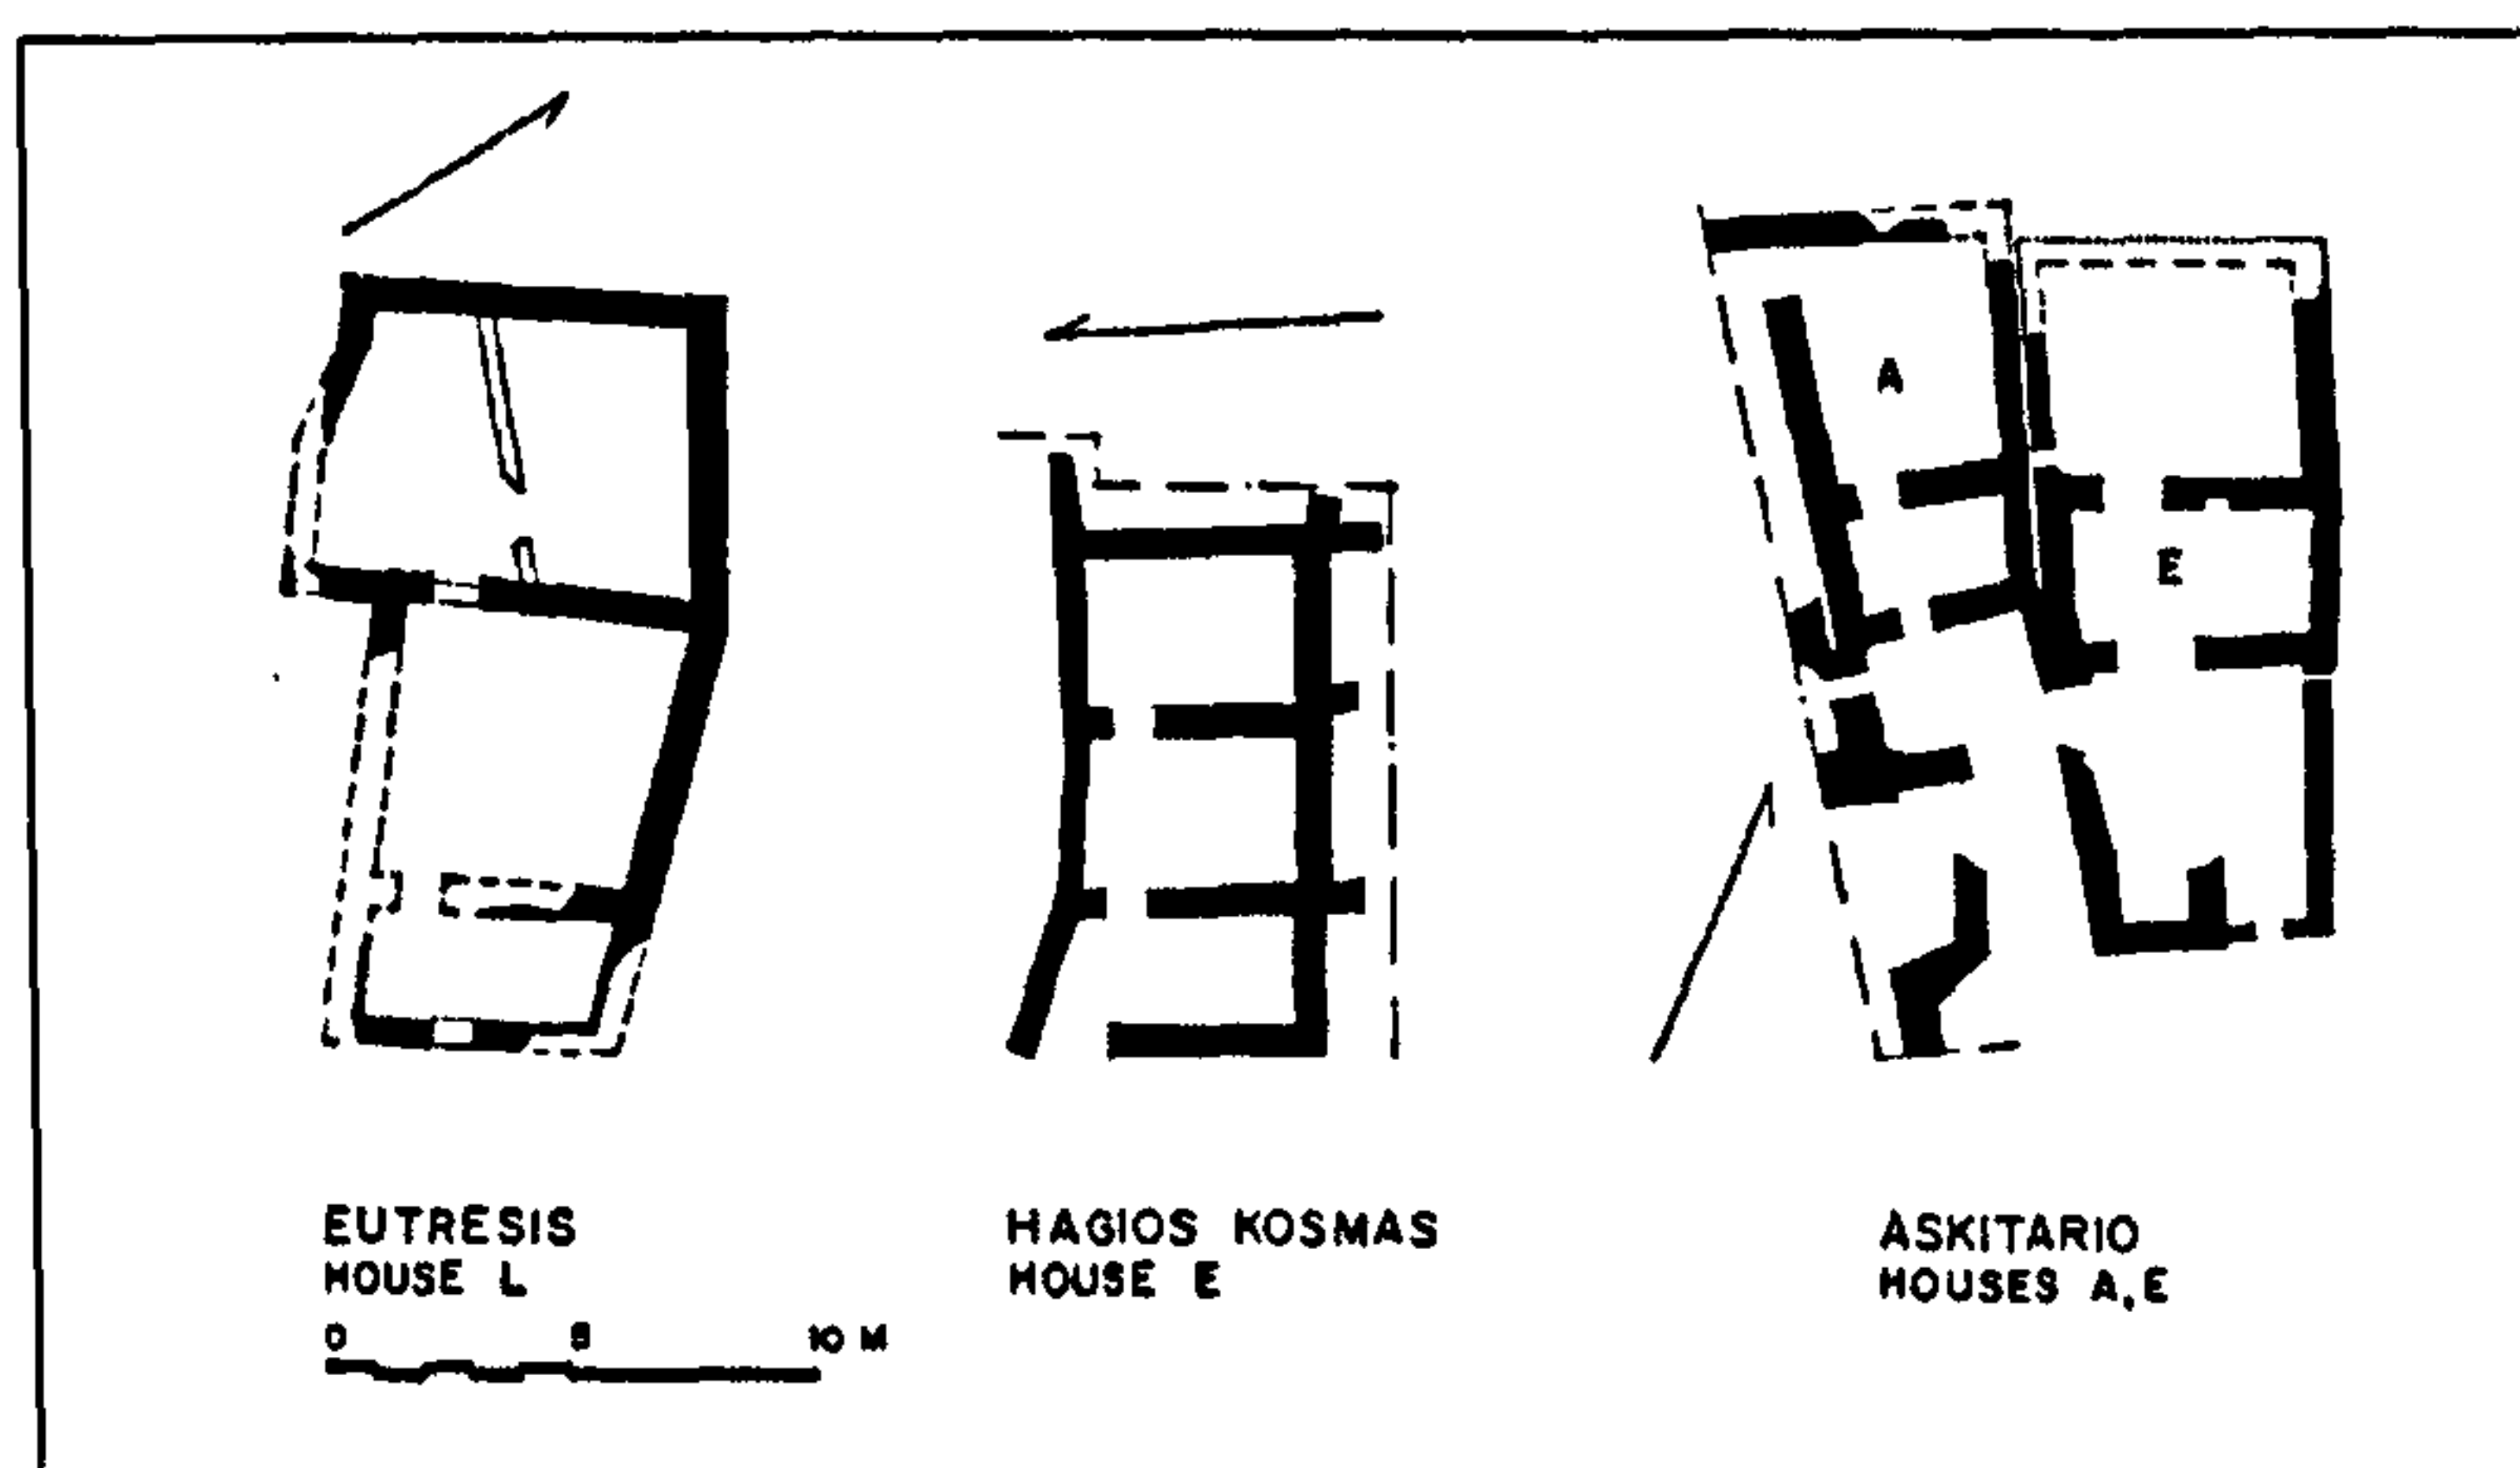 A
E
EUTRESIS
HOUSE L
0 5 10 M
HAGIOS KOSMAS
HOUSE E
ASKITARIO
HOUSES A,E